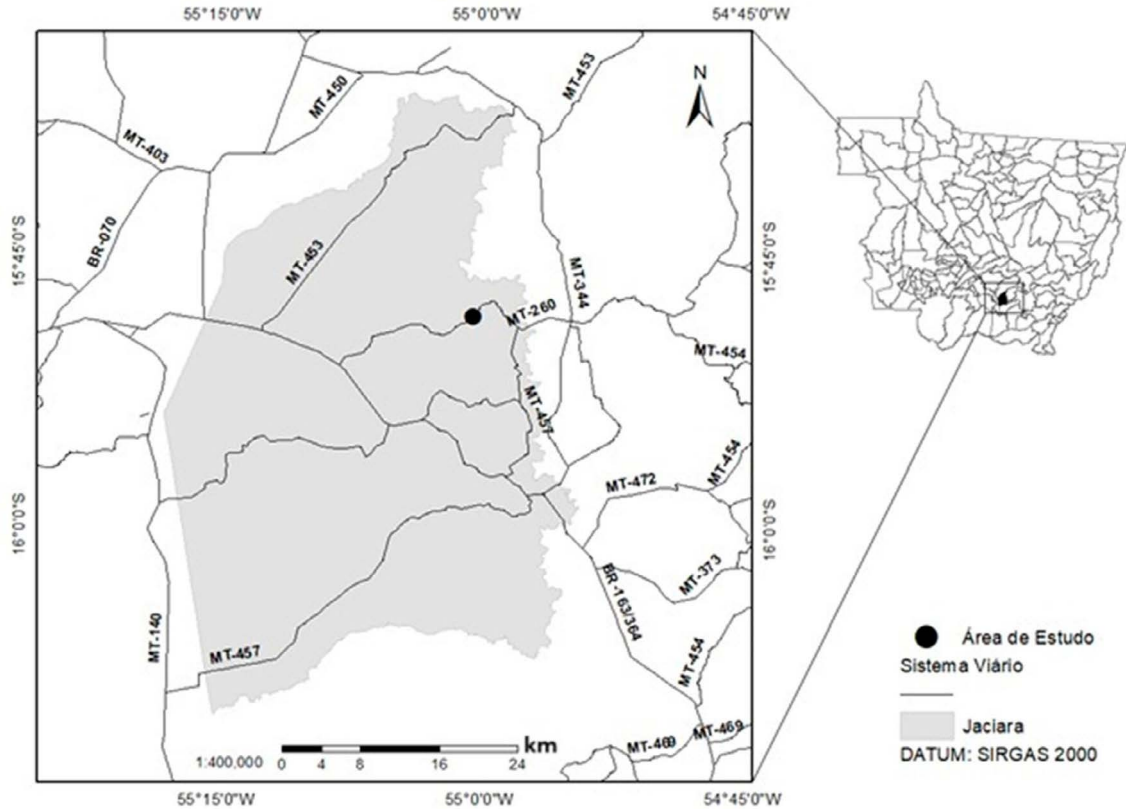 55°15'0"W
55°0'0"W
54°45'0"W
N
MT-453
MT-450
MT-403
BR-070
MT-453
15°45'0"S
15°45'0"S
MT-344
MT-260
MT-454
MT-457
MT-454
MT-472
16°0'0"S
16°0'0"S
MT-373
BR-163/364
MT-140
MT-457
MT-454
MT-469
MT-469
1:400,000
0 4 8 16 24
km
55°15'0"W
55°0'0"W
54°45'0"W
Área de Estudo
Sistema Viário
Jaciara
DATUM: SIRGAS 2000